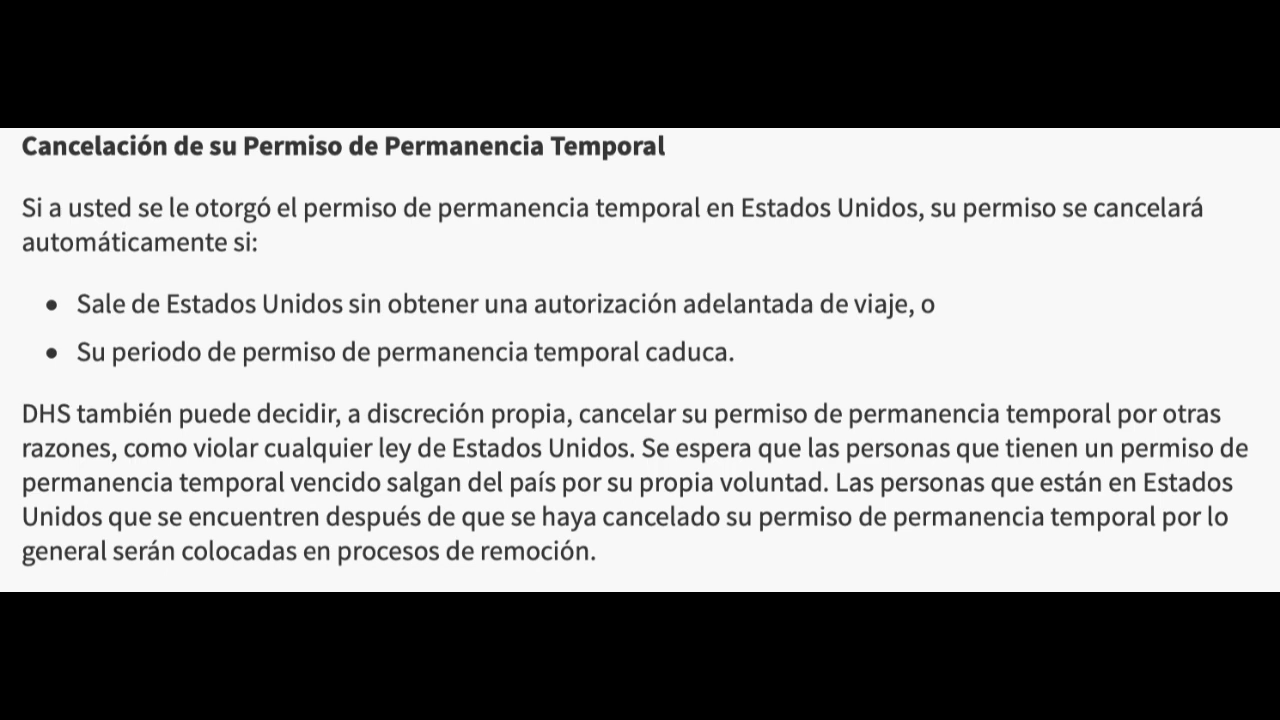 Cancelación de su Permiso de Permanencia Temporal
Si a usted se le otorgó el permiso de permanencia temporal en Estados Unidos, su permiso se cancelará
automáticamente si:
• Sale de Estados Unidos sin obtener una autorización adelantada de viaje, o
• Su periodo de permiso de permanencia temporal caduca.
DHS también puede decidir, a discreción propia, cancelar su permiso de permanencia temporal por otras
razones, como violar cualquier ley de Estados Unidos. Se espera que las personas que tienen un permiso de
permanencia temporal vencido salgan del país por su propia voluntad. Las personas que están en Estados
Unidos que se encuentren después de que se haya cancelado su permiso de permanencia temporal por lo
general serán colocadas en procesos de remoción.